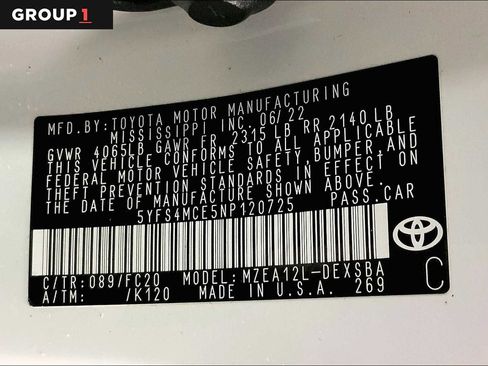 GROUP 1
MFD.BY:TOYOTA MOTOR MANUFACTURING
MISSISSIPPI INC. 06/22
GVWR 4065LB GAWR FR 2315 LB RR 2140 LB
THIS VEHICLE CONFORMS TO ALL APPLICABLE
FEDERAL MOTOR VEHICLE SAFETY,BUMPER,AND
THEFT PREVENTION STANDARDS IN EFFECT ON
THE DATE OF MANUFACTURE SHOWN ABOVE.
5YFS4MCE5NP120725 PASS.CAR
C/TR:089/FC20 MODEL:MZEA12L-DEXSBA
A/TM: /K120 MADE IN U.S.A. 269
C